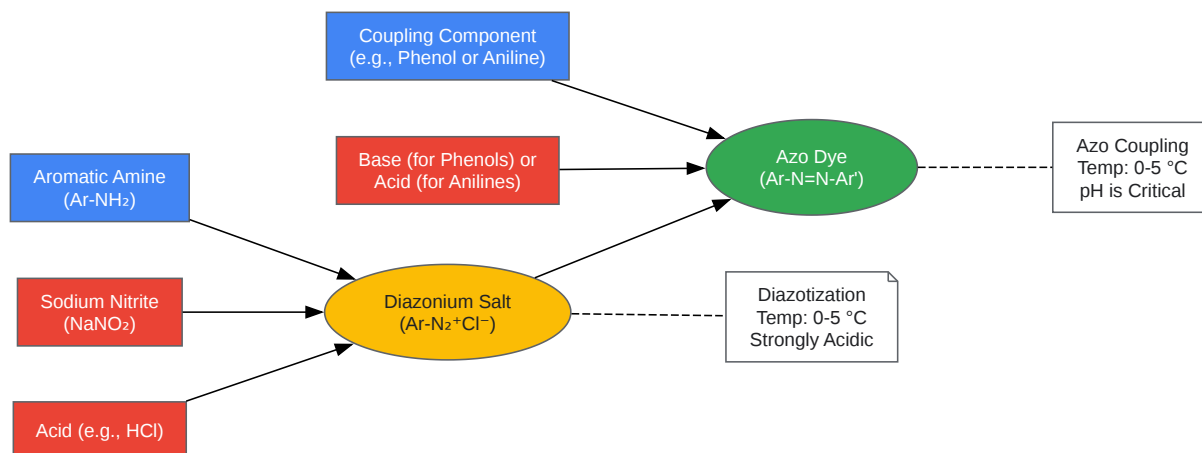 Coupling Component
(e.g., Phenol or Aniline)
Base (for Phenols) or
Acid (for Anilines)
Azo Dye
(Ar-N=N-Ar')
Azo Coupling
Temp: 0-5 °C
pH is Critical
Aromatic Amine
(Ar-NH₂)
Sodium Nitrite
(NaNO₂)
Diazonium Salt
(Ar-N₂⁺Cl⁻)
Diazotization
Temp: 0-5 °C
Strongly Acidic
Acid (e.g., HCl)